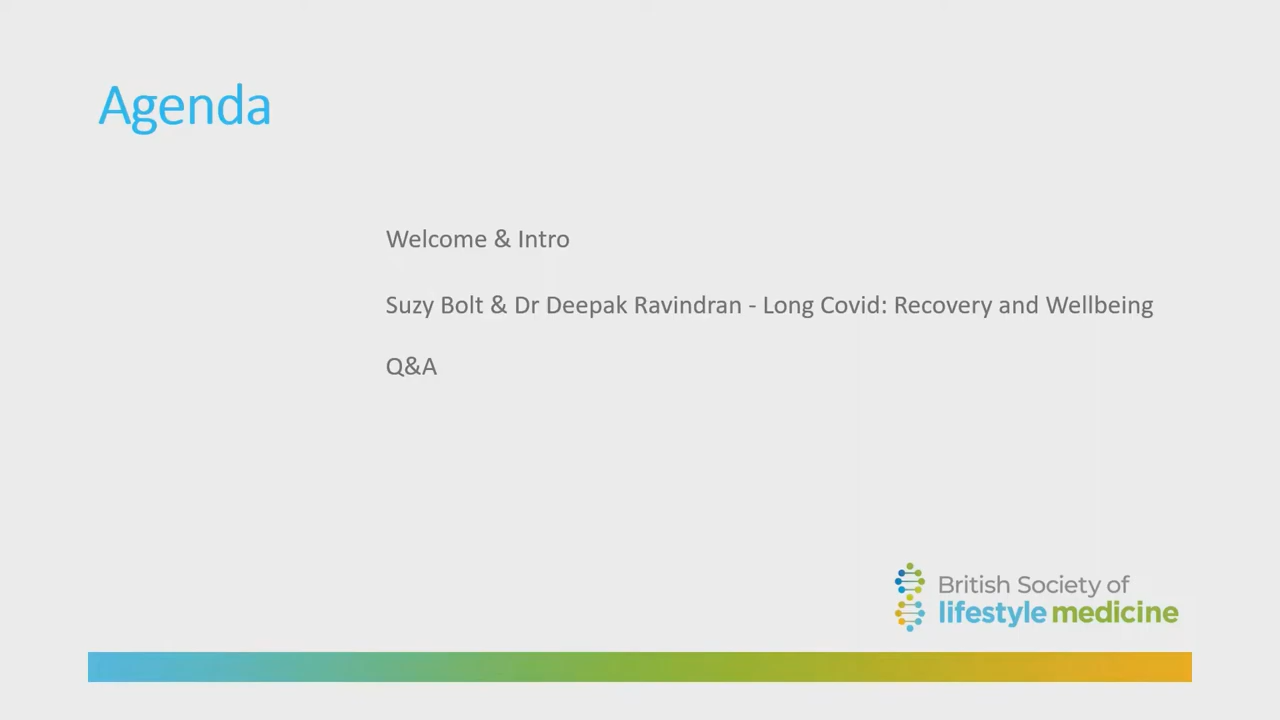 Agenda
Welcome & Intro
Suzy Bolt & Dr Deepak Ravindran - Long Covid: Recovery and Wellbeing
Q&A
British Society of
lifestyle medicine